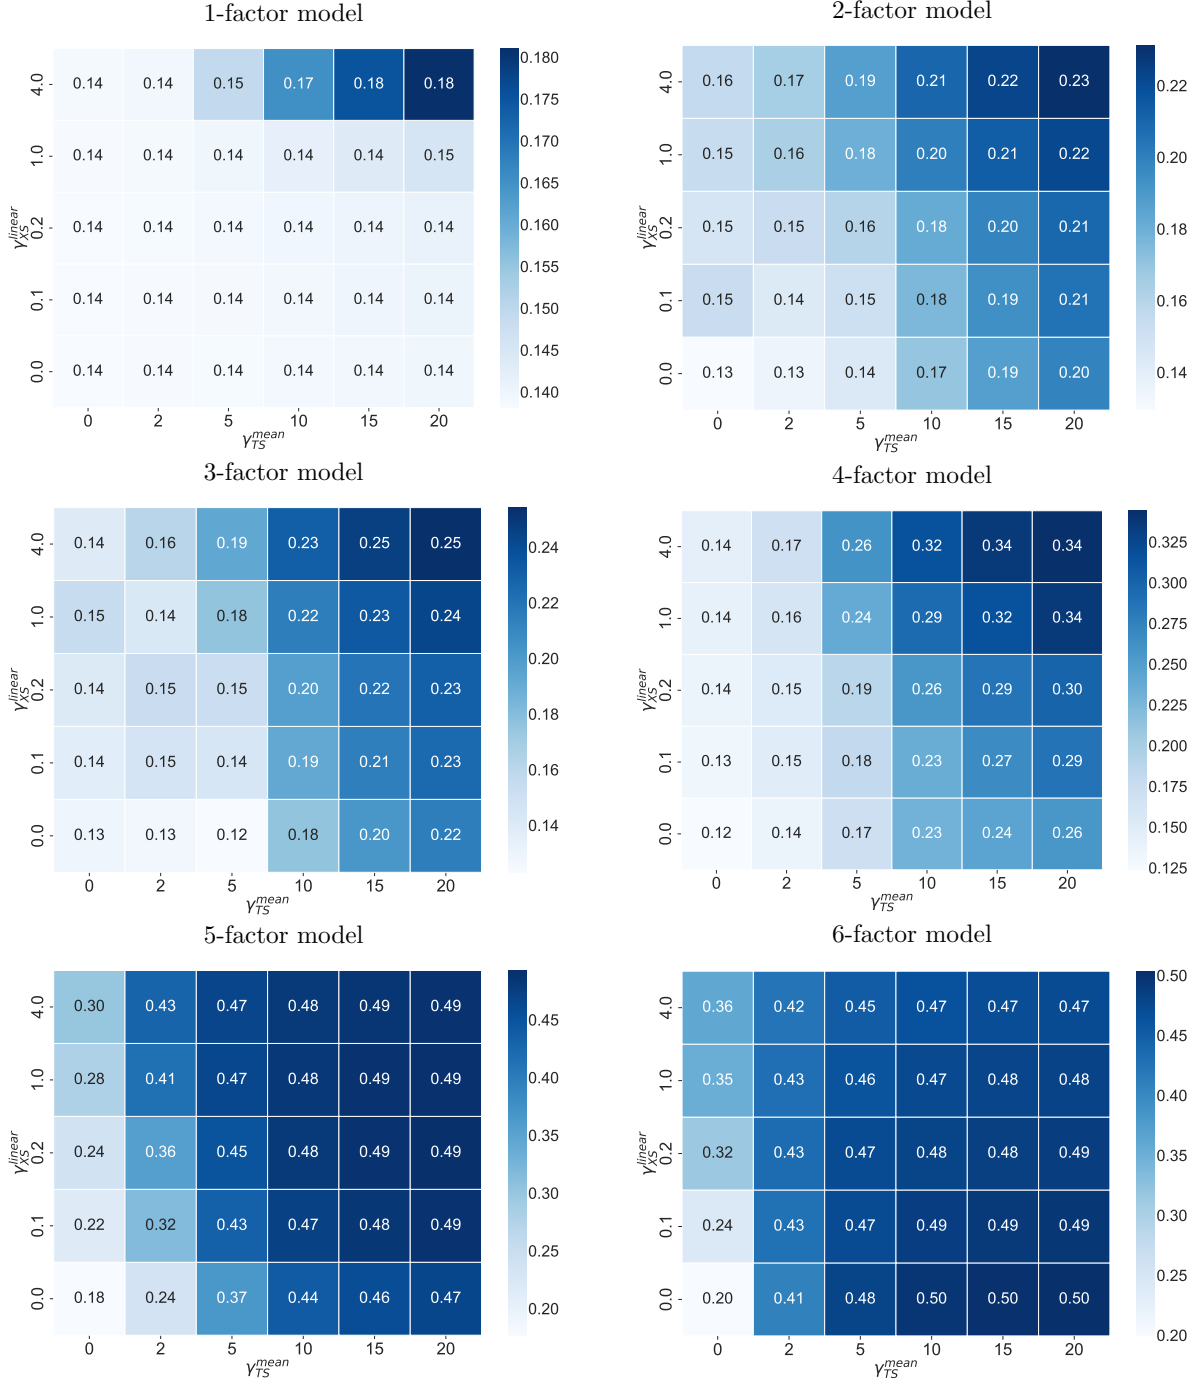 1-factor model
4.0 0.14 0.14 0.15 0.17 0.18 0.18
1.0 0.14 0.14 0.14 0.14 0.14 0.15
0.2 0.14 0.14 0.14 0.14 0.14 0.14
0.1 0.14 0.14 0.14 0.14 0.14 0.14
0.0 0.14 0.14 0.14 0.14 0.14 0.14
0 2 5 10 15 20
γ_TS^mean
γ_XS^linear
0.180
0.175
0.170
0.165
0.160
0.155
0.150
0.145
0.140
2-factor model
4.0 0.16 0.17 0.19 0.21 0.22 0.23
1.0 0.15 0.16 0.18 0.20 0.21 0.22
0.2 0.15 0.15 0.16 0.18 0.20 0.21
0.1 0.15 0.14 0.15 0.18 0.19 0.21
0.0 0.13 0.13 0.14 0.17 0.19 0.20
0 2 5 10 15 20
γ_TS^mean
γ_XS^linear
0.22
0.20
0.18
0.16
0.14
3-factor model
4.0 0.14 0.16 0.19 0.23 0.25 0.25
1.0 0.15 0.14 0.18 0.22 0.23 0.24
0.2 0.14 0.15 0.15 0.20 0.22 0.23
0.1 0.14 0.15 0.14 0.19 0.21 0.23
0.0 0.13 0.13 0.12 0.18 0.20 0.22
0 2 5 10 15 20
γ_TS^mean
γ_XS^linear
0.24
0.22
0.20
0.18
0.16
0.14
4-factor model
4.0 0.14 0.17 0.26 0.32 0.34 0.34
1.0 0.14 0.16 0.24 0.29 0.32 0.34
0.2 0.14 0.15 0.19 0.26 0.29 0.30
0.1 0.13 0.15 0.18 0.23 0.27 0.29
0.0 0.12 0.14 0.17 0.23 0.24 0.26
0 2 5 10 15 20
γ_TS^mean
γ_XS^linear
0.325
0.300
0.275
0.250
0.225
0.200
0.175
0.150
0.125
5-factor model
4.0 0.30 0.43 0.47 0.48 0.49 0.49
1.0 0.28 0.41 0.47 0.48 0.49 0.49
0.2 0.24 0.36 0.45 0.48 0.49 0.49
0.1 0.22 0.32 0.43 0.47 0.48 0.49
0.0 0.18 0.24 0.37 0.44 0.46 0.47
0 2 5 10 15 20
γ_TS^mean
γ_XS^linear
0.45
0.40
0.35
0.30
0.25
0.20
6-factor model
4.0 0.36 0.42 0.45 0.47 0.47 0.47
1.0 0.35 0.43 0.46 0.47 0.48 0.48
0.2 0.32 0.43 0.47 0.48 0.48 0.49
0.1 0.24 0.43 0.47 0.49 0.49 0.49
0.0 0.20 0.41 0.48 0.50 0.50 0.50
0 2 5 10 15 20
γ_TS^mean
γ_XS^linear
0.50
0.45
0.40
0.35
0.30
0.25
0.20